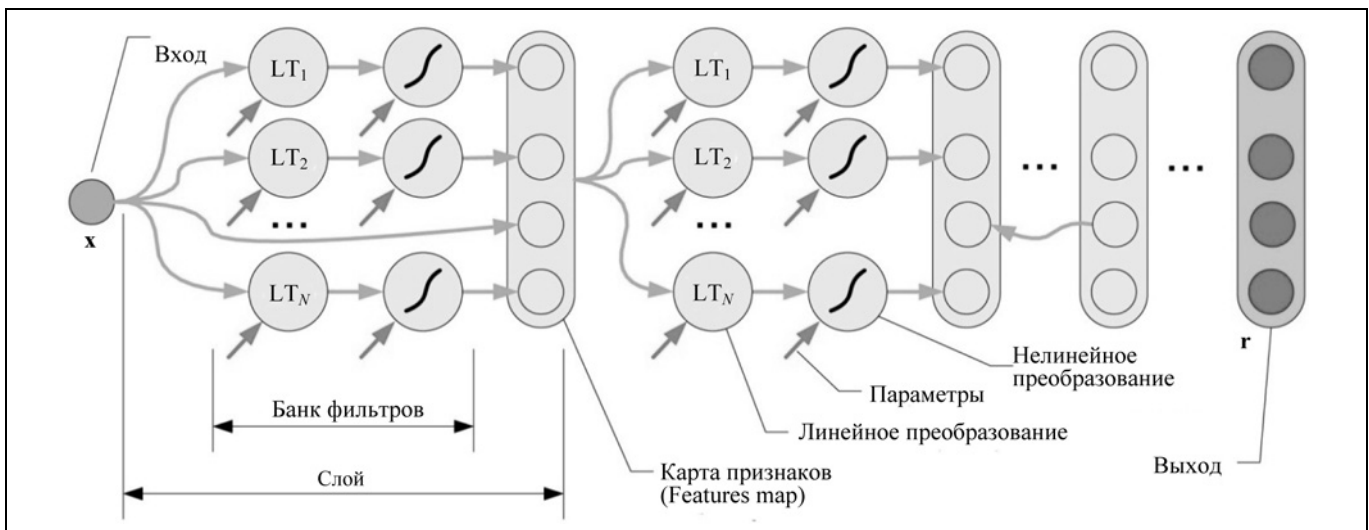 Вход
LT1
LT1
LT2
LT2
...
...
...
...
x
LTN
LTN
r
Нелинейное
преобразование
Параметры
Банк фильтров
Линейное преобразование
Карта признаков
(Features map)
Выход
Слой